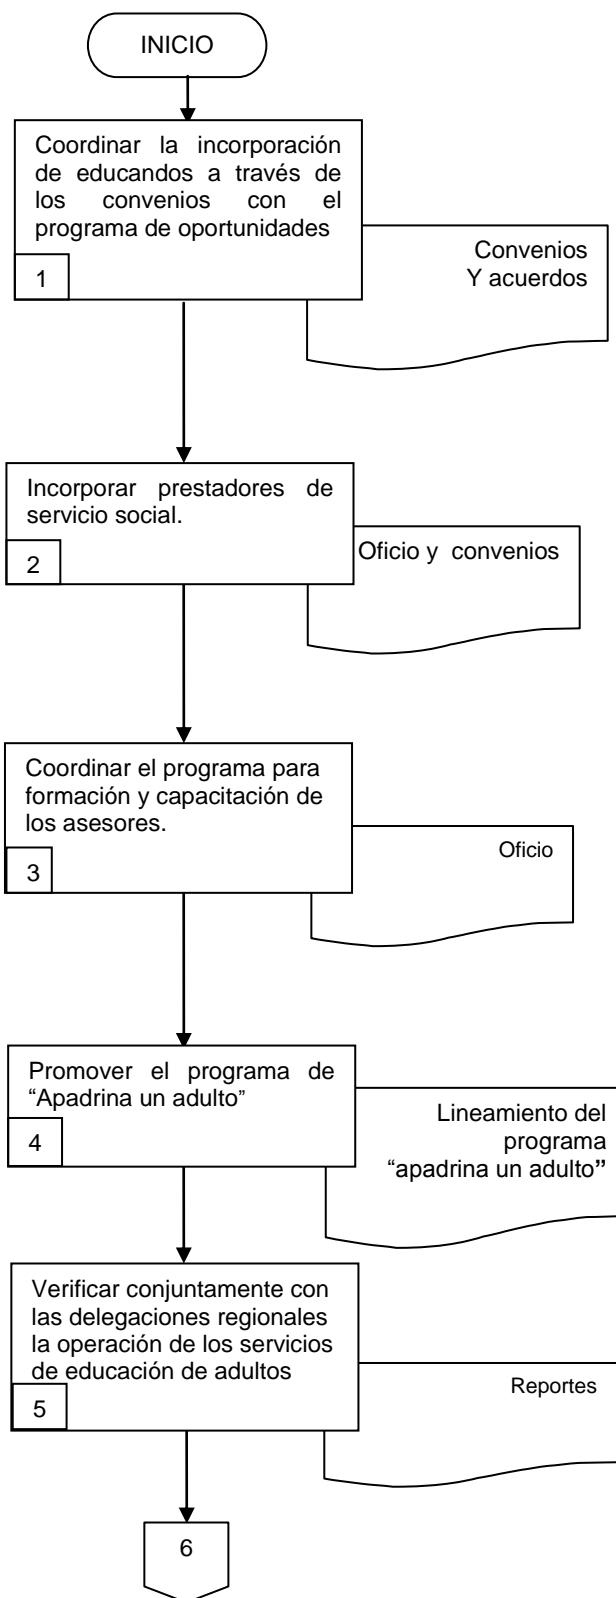 INICIO
Coordinar la incorporación
de educandos a través de
los convenios con el
programa de oportunidades
1
Convenios
Y acuerdos
Incorporar prestadores de
servicio social.
2
Oficio y convenios
Coordinar el programa para
formación y capacitación de
los asesores.
3
Oficio
Promover el programa de
“Apadrina un adulto”
4
Lineamiento del
programa
“apadrina un adulto”
Verificar conjuntamente con
las delegaciones regionales
la operación de los servicios
de educación de adultos
5
Reportes
6